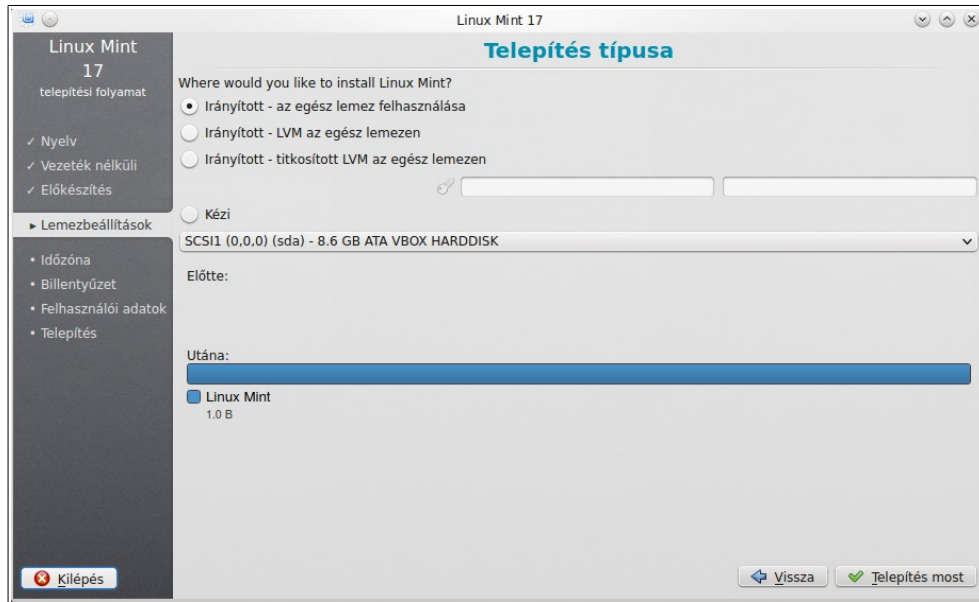 Linux Mint 17
Linux Mint
17
telepítési folyamat
✓ Nyelv
✓ Vezeték nélküli
✓ Előkészítés
▸ Lemezbeállítások
• Időzóna
• Billentyűzet
• Felhasználói adatok
• Telepítés
Kilépés
Telepítés típusa
Where would you like to install Linux Mint?
Irányított - az egész lemez felhasználása
Irányított - LVM az egész lemezen
Irányított - titkosított LVM az egész lemezen
Kézi
SCSI1 (0,0,0) (sda) - 8.6 GB ATA VBOX HARDDISK
Előtte:
Utána:
Linux Mint
1.0 B
Vissza
Telepítés most